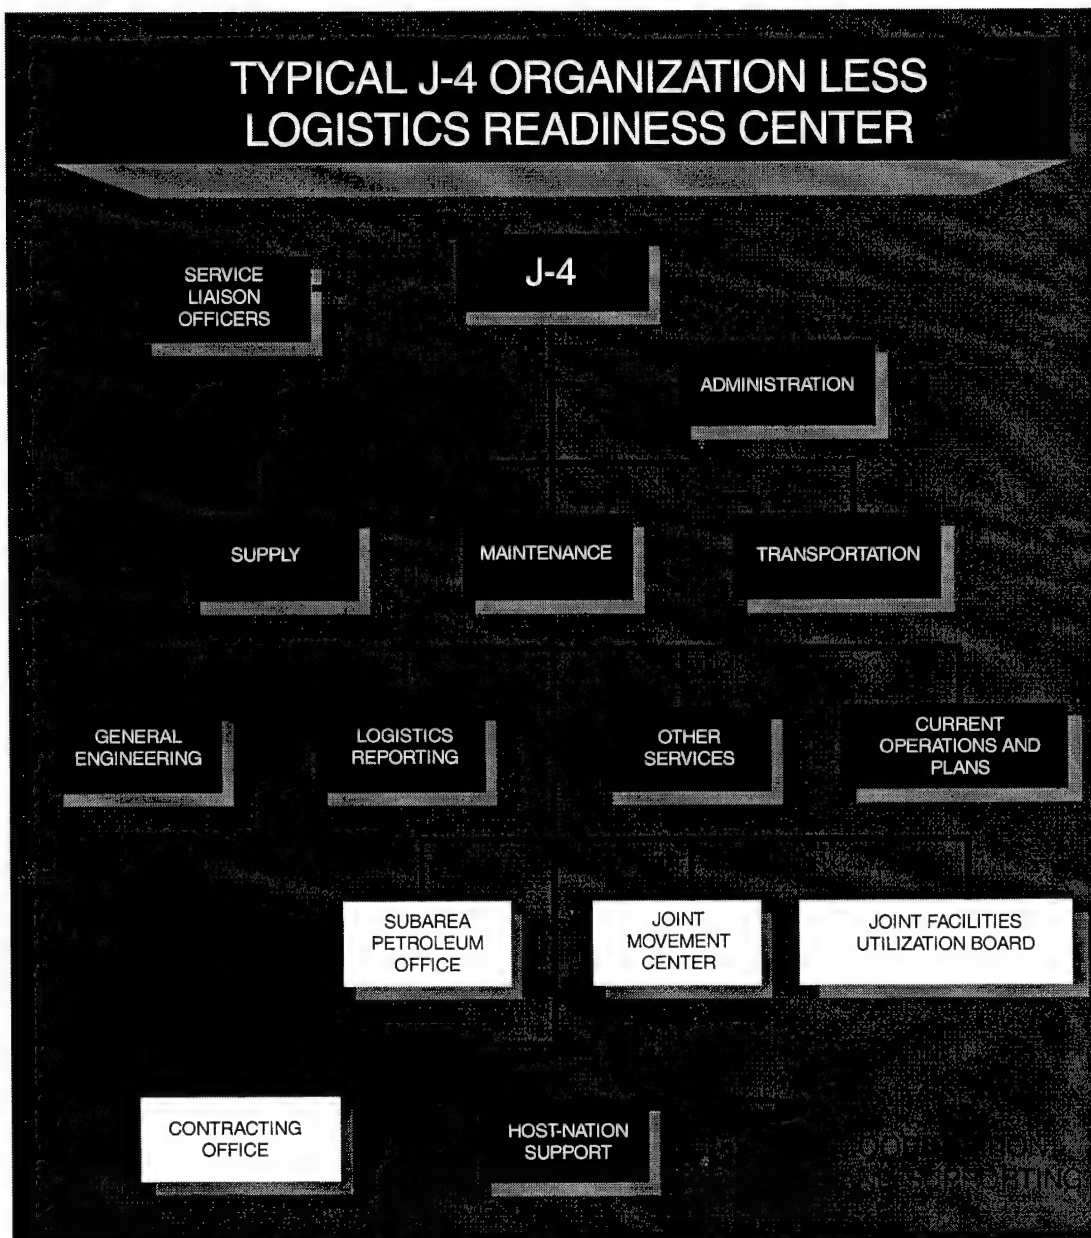 TYPICAL J-4 ORGANIZATION LESS
LOGISTICS READINESS CENTER
SERVICE
LIAISON
OFFICERS
J-4
ADMINISTRATION
SUPPLY
MAINTENANCE
TRANSPORTATION
GENERAL
ENGINEERING
LOGISTICS
REPORTING
OTHER
SERVICES
CURRENT
OPERATIONS AND
PLANS
SUBAREA
PETROLEUM
OFFICE
JOINT
MOVEMENT
CENTER
JOINT FACILITIES
UTILIZATION BOARD
CONTRACTING
OFFICE
HOST-NATION
SUPPORT